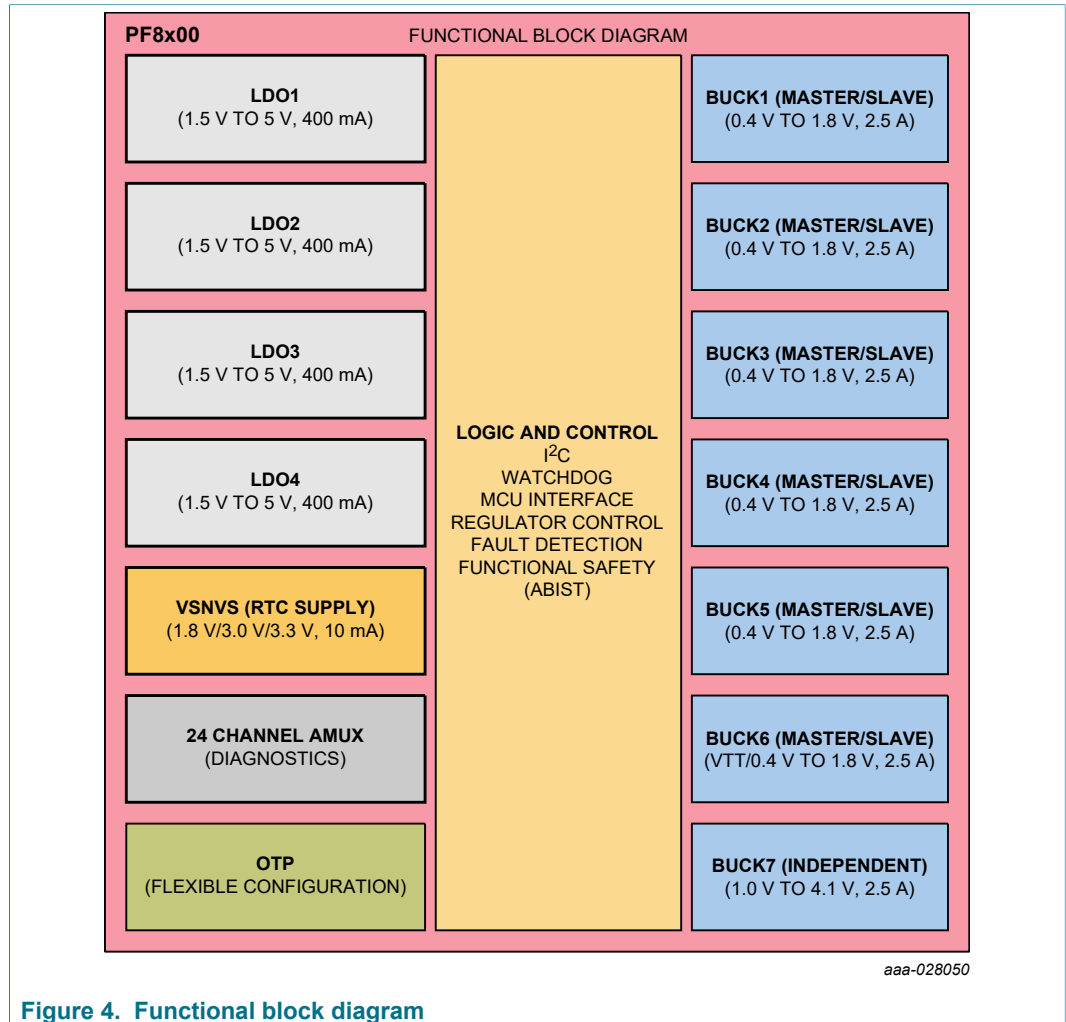 PF8x00
FUNCTIONAL BLOCK DIAGRAM
LDO1
(1.5 V TO 5 V, 400 mA)
LDO2
(1.5 V TO 5 V, 400 mA)
LDO3
(1.5 V TO 5 V, 400 mA)
LDO4
(1.5 V TO 5 V, 400 mA)
VSNVS (RTC SUPPLY)
(1.8 V/3.0 V/3.3 V, 10 mA)
24 CHANNEL AMUX
(DIAGNOSTICS)
OTP
(FLEXIBLE CONFIGURATION)
LOGIC AND CONTROL
I²C
WATCHDOG
MCU INTERFACE
REGULATOR CONTROL
FAULT DETECTION
FUNCTIONAL SAFETY
(ABIST)
BUCK1 (MASTER/SLAVE)
(0.4 V TO 1.8 V, 2.5 A)
BUCK2 (MASTER/SLAVE)
(0.4 V TO 1.8 V, 2.5 A)
BUCK3 (MASTER/SLAVE)
(0.4 V TO 1.8 V, 2.5 A)
BUCK4 (MASTER/SLAVE)
(0.4 V TO 1.8 V, 2.5 A)
BUCK5 (MASTER/SLAVE)
(0.4 V TO 1.8 V, 2.5 A)
BUCK6 (MASTER/SLAVE)
(VTT/0.4 V TO 1.8 V, 2.5 A)
BUCK7 (INDEPENDENT)
(1.0 V TO 4.1 V, 2.5 A)
aaa-028050
Figure 4. Functional block diagram